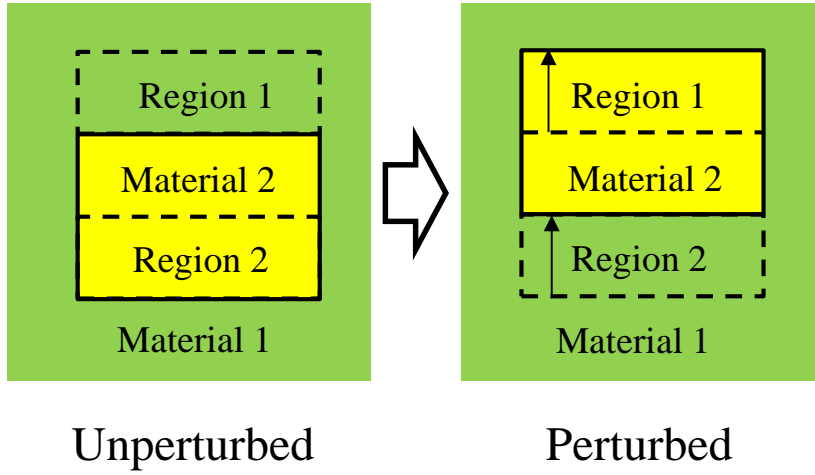 Region 1
Material 2
Region 2
Material 1
Unperturbed
Region 1
Material 2
Region 2
Material 1
Perturbed